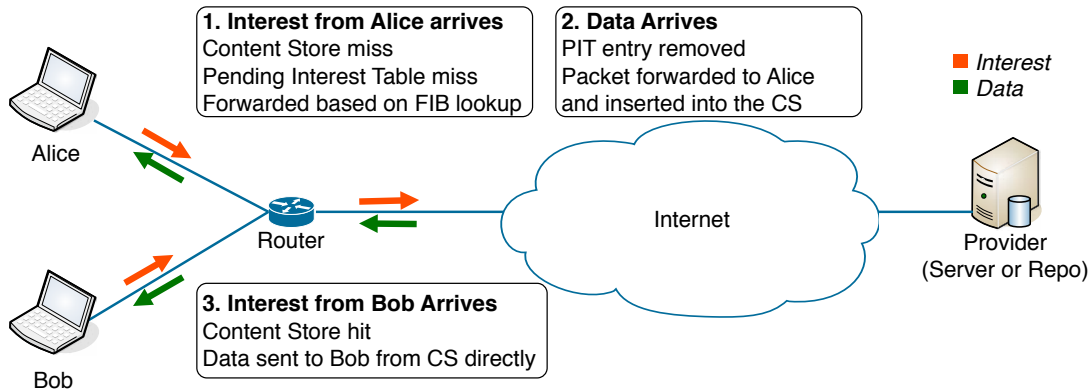 1. Interest from Alice arrives
Content Store miss
Pending Interest Table miss
Forwarded based on FIB lookup
2. Data Arrives
PIT entry removed
Packet forwarded to Alice
and inserted into the CS
Interest
Data
Alice
Router
Internet
Provider
(Server or Repo)
3. Interest from Bob Arrives
Content Store hit
Data sent to Bob from CS directly
Bob